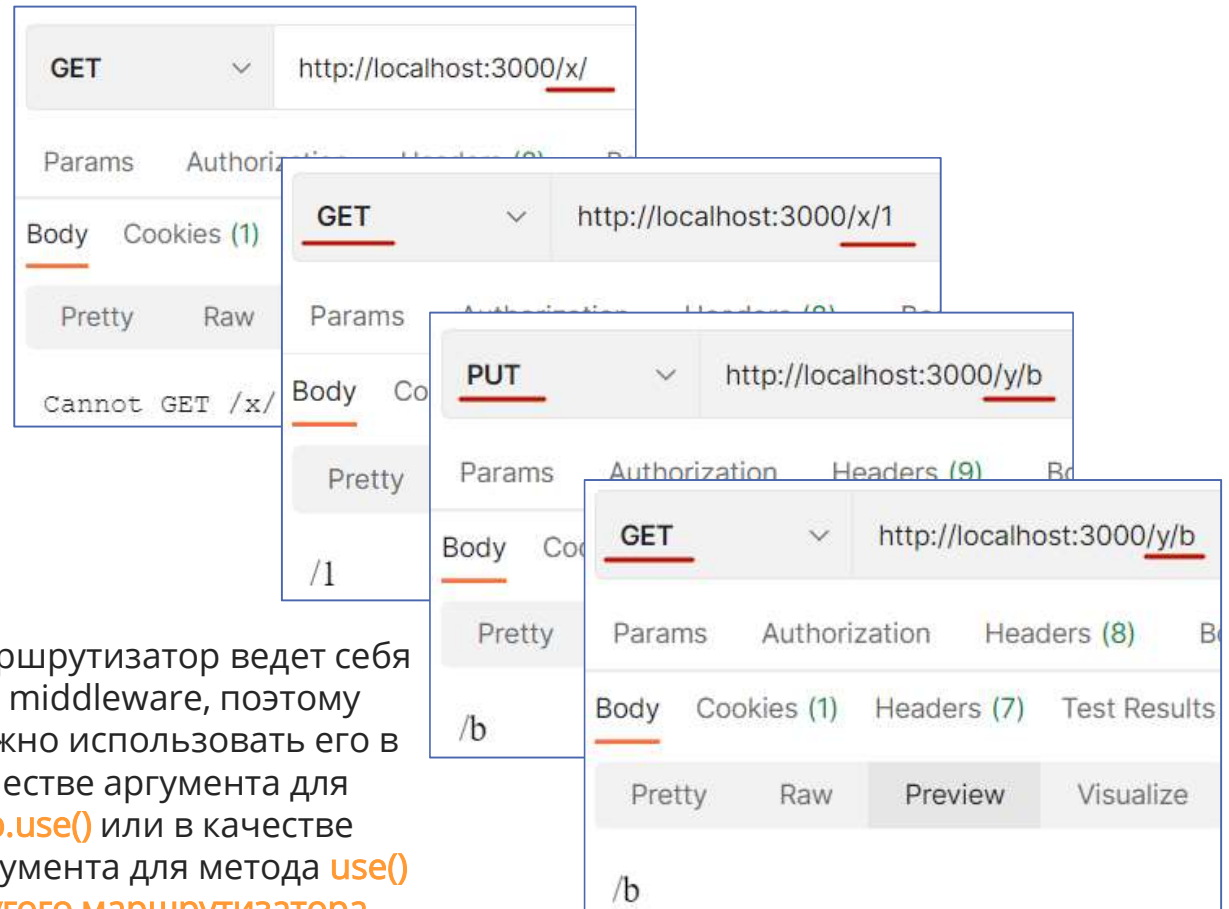 GET http://localhost:3000/x/
Params
Body Cookies (1)
Pretty Raw
Cannot GET /x/
GET http://localhost:3000/x/1
Params
Body
Pretty
/1
PUT http://localhost:3000/y/b
Params Authorization Headers (9)
Body
Pretty
/b
GET http://localhost:3000/y/b
Params Authorization Headers (8)
Body Cookies (1) Headers (7) Test Results
Pretty Raw Preview Visualize
/b
ведет себя
middleware, поэтому
использовать его в
аргумента для
use() или в качестве
для метода use()